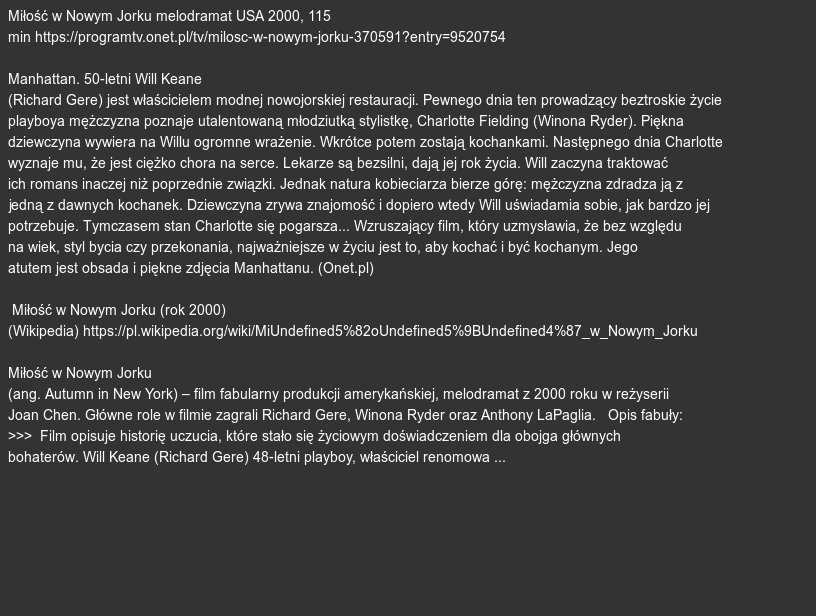 Miłość w Nowym Jorku melodramat USA 2000, 115
min https://programtv.onet.pl/tv/milosc-w-nowym-jorku-370591?entry=9520754
Manhattan. 50-letni Will Keane
(Richard Gere) jest właścicielem modnej nowojorskiej restauracji. Pewnego dnia ten prowadzący beztroskie życie
playboya mężczyzna poznaje utalentowaną młodziutką stylistkę, Charlotte Fielding (Winona Ryder). Piękna
dziewczyna wywiera na Willu ogromne wrażenie. Wkrótce potem zostają kochankami. Następnego dnia Charlotte
wyznaje mu, że jest ciężko chora na serce. Lekarze są bezsilni, dają jej rok życia. Will zaczyna traktować
ich romans inaczej niż poprzednie związki. Jednak natura kobieciarza bierze górę: mężczyzna zdradza ją z
jedną z dawnych kochanek. Dziewczyna zrywa znajomość i dopiero wtedy Will uświadamia sobie, jak bardzo jej
potrzebuje. Tymczasem stan Charlotte się pogarsza... Wzruszający film, który uzmysławia, że bez względu
na wiek, styl bycia czy przekonania, najważniejsze w życiu jest to, aby kochać i być kochanym. Jego
atutem jest obsada i piękne zdjęcia Manhattanu. (Onet.pl)
Miłość w Nowym Jorku (rok 2000)
(Wikipedia) https://pl.wikipedia.org/wiki/MiUndefined5%82oUndefined5%9BUndefined4%87_w_Nowym_Jorku
Miłość w Nowym Jorku
(ang. Autumn in New York) – film fabularny produkcji amerykańskiej, melodramat z 2000 roku w reżyserii
Joan Chen. Główne role w filmie zagrali Richard Gere, Winona Ryder oraz Anthony LaPaglia.   Opis fabuły:
>>>  Film opisuje historię uczucia, które stało się życiowym doświadczeniem dla obojga głównych
bohaterów. Will Keane (Richard Gere) 48-letni playboy, właściciel renomowa ...